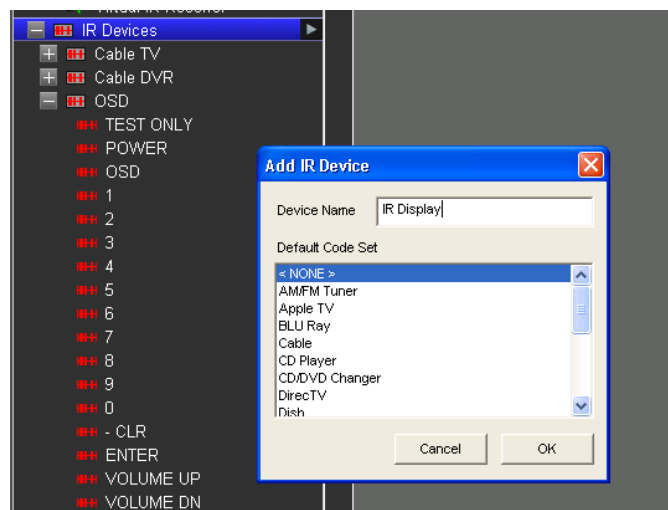 IR Devices
Cable TV
Cable DVR
OSD
TEST ONLY
POWER
OSD
1
2
3
4
5
6
7
8
9
0
- CLR
ENTER
VOLUME UP
VOLUME DN
Add IR Device
Device Name IR Display
Default Code Set
< NONE >
AM/FM Tuner
Apple TV
BLU Ray
Cable
CD Player
CD/DVD Changer
DirecTV
Dish
Cancel OK